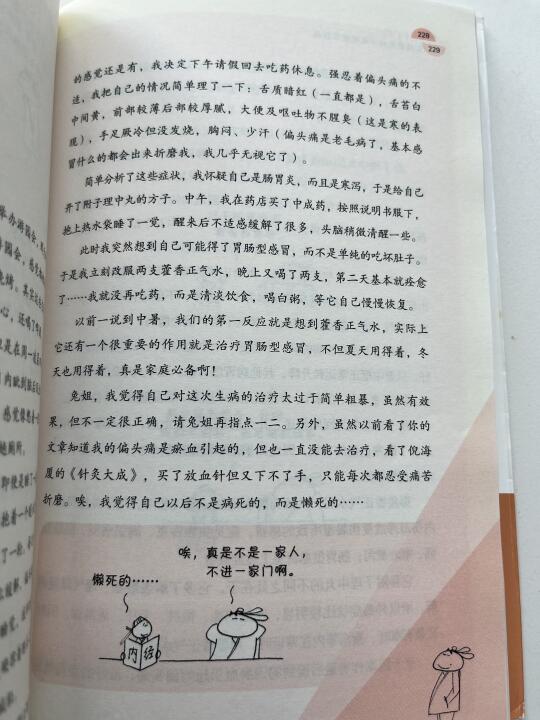 228
229
的感觉还是有，我决定下午请假回去吃药休息。强忍着偏头痛的不
适，我把自己的情况简单理了一下：舌质暗红（一直都是），舌苔白
中间黄，前部较薄后部较厚腻，大便及呕吐物不腥臭（这是寒的表
现），手足厥冷但没发烧，胸闷、少汗（偏头痛是老毛病了，基本感
冒什么的都会出来折磨我，我几乎无视它了）。
简单分析了这些症状，我怀疑自己是肠胃炎，而且是寒泻，于是给自己
开了附子理中丸的方子。中午，我在药店买了中成药，按照说明书服下，
抱上热水袋睡了一觉，醒来后不适感缓解了很多，头脑稍微清醒一些。
此时我突然想到自己可能得了胃肠型感冒，而不是单纯的吃坏肚子。
于是我立刻改服两支藿香正气水，晚上又喝了两支，第二天基本就痊愈
了……我就没再吃药，而是清淡饮食，喝白粥，等它自己慢慢恢复。
以前一说到中暑，我们的第一反应就是想到藿香正气水，实际上
它还有一个很重要的作用就是治疗胃肠型感冒，不但夏天用得着，冬
天也用得着，真是家庭必备啊！
兔姐，我觉得自己对这次生病的治疗太过于简单粗暴，虽然有效
果，但不一定很正确，请兔姐再指点一二。另外，虽然以前看了你的
文章知道我的偏头痛是瘀血引起的，但也一直没能去治疗，看了倪海
厦的《针灸大成》，买了放血针但又下不了手，只能每次都忍受痛苦
折磨。唉，我觉得自己以后不是病死的，而是懒死的……
唉，真是不是一家人，
不进一家门啊。
懒死的……
内经